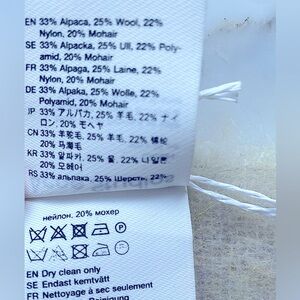 EN 33% Alpaca, 25% Wool, 22%
Nylon, 20% Mohair
SE 33% Alpacka, 25% Ull, 22% Poly-
amid, 20% Mohair
FR 33% Alpaga, 25% Laine, 22%
Nylon, 20% Mohair
DE 33% Alpaka, 25% Wolle, 22%
Polyamid, 20% Mohair
JP 33% アルパカ, 25% 羊毛, 22% ナイ
ロン, 20% モヘヤ
CN 33% 羊驼毛, 25% 羊毛, 22% 锦纶
20% 马海毛
KR 33% 알파카, 25% 울, 22% 나일론
20% 모헤어
RS 33% альпака, 25% Шерсть, 22%
нейлон, 20% мохер
EN Dry clean only
SE Endast kemtvätt
FR Nettoyage à sec seulement
Reinigung